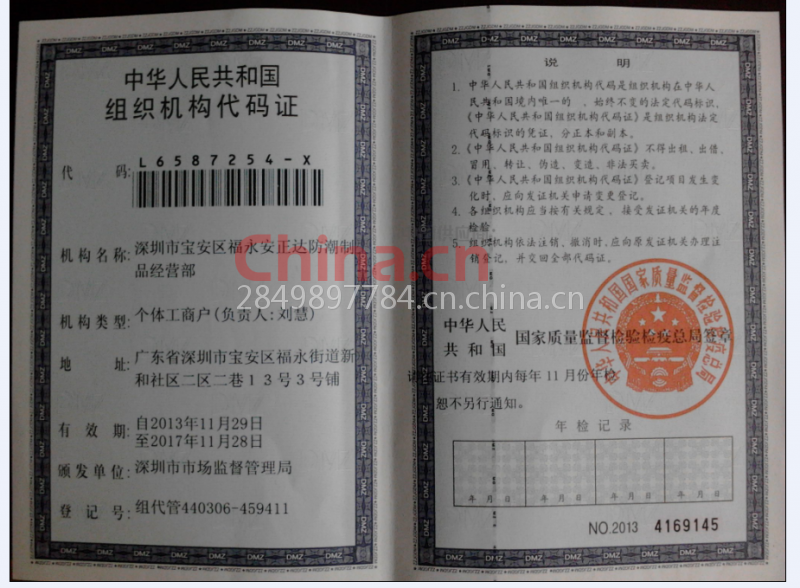 中华人民共和国
组织机构代码证
代 码: L6587254-X
机构名称: 深圳市宝安区福永安正达防潮制
品经营部
机构类型: 个体工商户(负责人:刘慧)
地 址: 广东省深圳市宝安区福永街道新
和社区二区二巷13号3号铺
有 效 期: 自2013年11月29日
至2017年11月28日
颁发单位: 深圳市市场监督管理局
登 记 号: 组代管440306-459411
说 明
1. 中华人民共和国组织机构代码是组织机构在中华人
民共和国境内唯一的、始终不变的法定代码标识,
《中华人民共和国组织机构代码证》是组织机构法定
代码标识的凭证，分正本和副本。
2. 《中华人民共和国组织机构代码证》不得出租、出借、
冒用、转让、伪造、变造、非法买卖。
3. 《中华人民共和国组织机构代码证》登记项目发生变
化时，应向发证机关申请变更登记。
4. 各组织机构应当按有关规定，接受发证机关的年度
检验。
5. 组织机构依法注销、撤消时，应向原发证机关办理注
销登记，并交回全部代码证。
中华人民
共和国 国家质量监督检验检疫总局签章
中华人民共和国国家质量监督检验检疫总局
证书有效期内每年11月份年检
恕不另行通知。
年检记录
年 月 日 年 月 日 年 月 日 年 月 日
NO.2013 4169145
China.cn
2849897784.cn.china.cn
DMZ